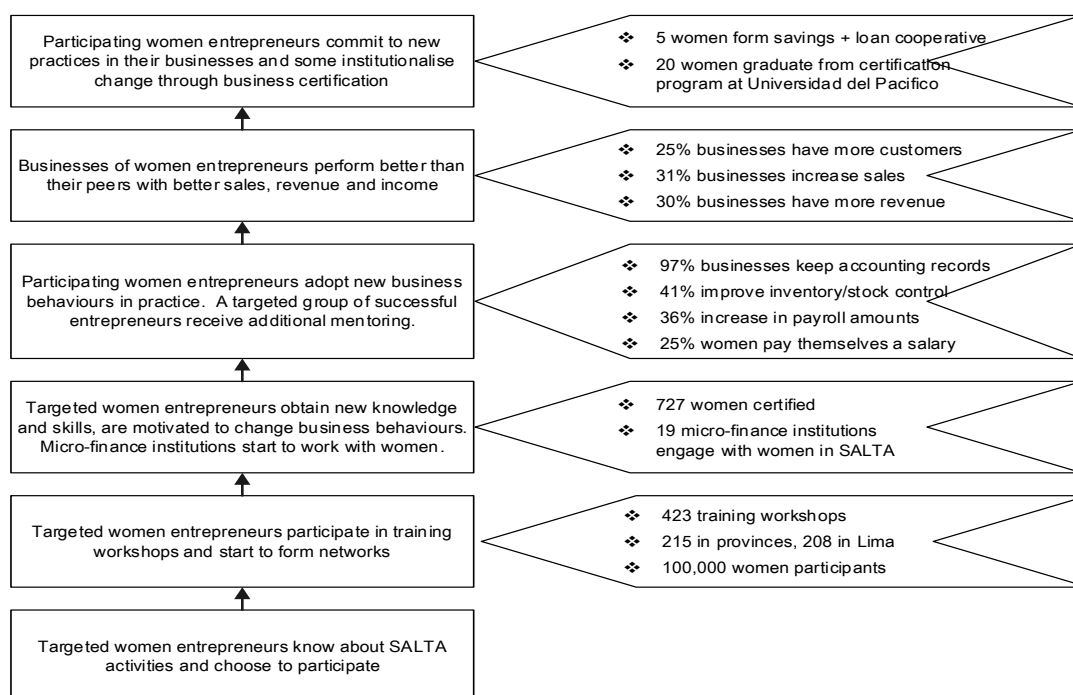 Participating women entrepreneurs commit to new
practices in their businesses and some institutionalise
change through business certification
❖ 5 women form savings + loan cooperative
❖ 20 women graduate from certification
program at Universidad del Pacifico
Businesses of women entrepreneurs perform better than
their peers with better sales, revenue and income
❖ 25% businesses have more customers
❖ 31% businesses increase sales
❖ 30% businesses have more revenue
Participating women entrepreneurs adopt new business
behaviours in practice. A targeted group of successful
entrepreneurs receive additional mentoring.
❖ 97% businesses keep accounting records
❖ 41% improve inventory/stock control
❖ 36% increase in payroll amounts
❖ 25% women pay themselves a salary
Targeted women entrepreneurs obtain new knowledge
and skills, are motivated to change business behaviours.
Micro-finance institutions start to work with women.
❖ 727 women certified
❖ 19 micro-finance institutions
engage with women in SALTA
Targeted women entrepreneurs participate in training
workshops and start to form networks
❖ 423 training workshops
❖ 215 in provinces, 208 in Lima
❖ 100,000 women participants
Targeted women entrepreneurs know about SALTA
activities and choose to participate